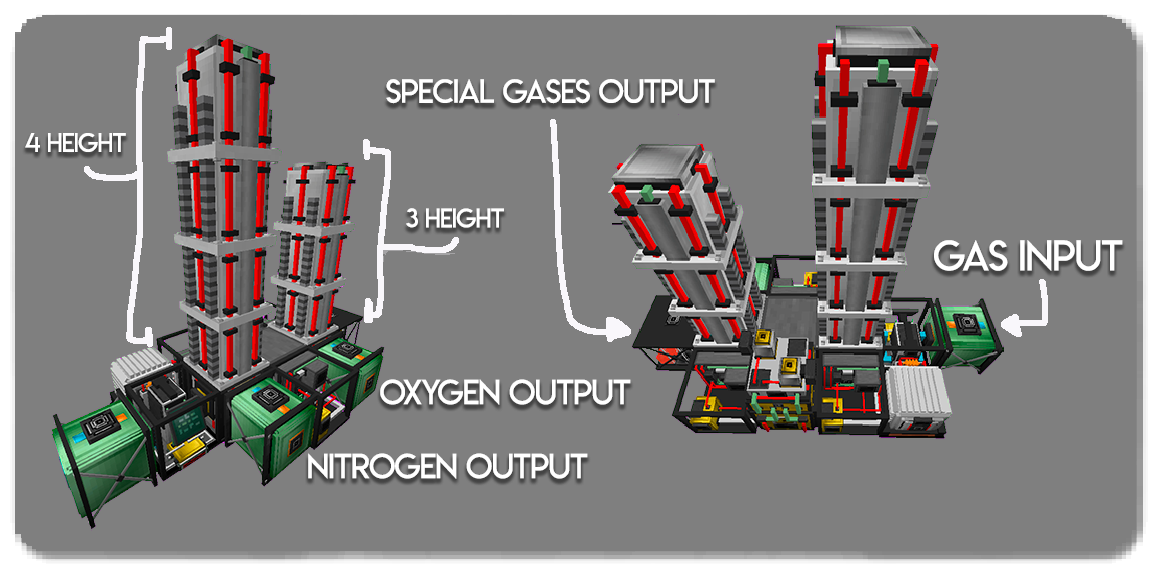 4 HEIGHT
3 HEIGHT
OXYGEN OUTPUT
NITROGEN OUTPUT
SPECIAL GASES OUTPUT
GAS INPUT